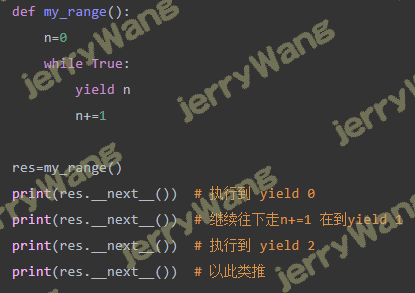 def my_range():
    n=0
    while True:
        yield n
        n+=1
res=my_range()
print(res.__next__())  # 执行到 yield 0
print(res.__next__())  # 继续往下走n+=1 在到yield 1
print(res.__next__())  # 执行到 yield 2
print(res.__next__())  # 以此类推
jerryWang
jerryWang
jerryWang
jerryWang
jerryWang
jerryWang